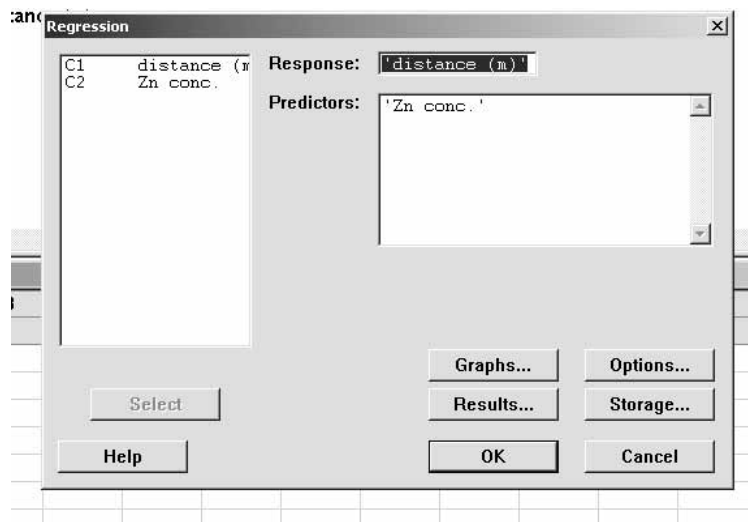 Regression
C1 distance (m
C2 Zn conc.
Response: 'distance (m)'
Predictors: 'Zn conc.'
Graphs... Options...
Select Results... Storage...
Help OK Cancel